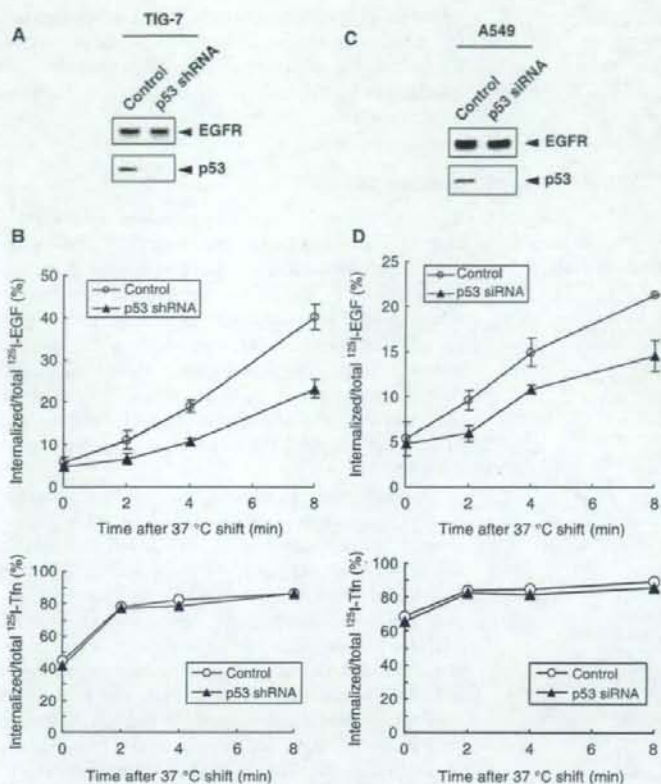 A
TIG-7
Control
p53 shRNA
EGFR
p53
C
A549
Control
p53 siRNA
EGFR
p53
B
Internalized/total ¹²⁵I-EGF (%)
50
40
30
20
10
0
Control
p53 shRNA
0 2 4 6 8
Time after 37 °C shift (min)
D
Internalized/total ¹²⁵I-EGF (%)
25
20
15
10
5
0
Control
p53 siRNA
0 2 4 6 8
Time after 37 °C shift (min)
Internalized/total ¹²⁵I-Tfn (%)
100
80
60
40
20
0
Control
p53 shRNA
0 2 4 6 8
Time after 37 °C shift (min)
Internalized/total ¹²⁵I-Tfn (%)
100
80
60
40
20
0
Control
p53 siRNA
0 2 4 6 8
Time after 37 °C shift (min)